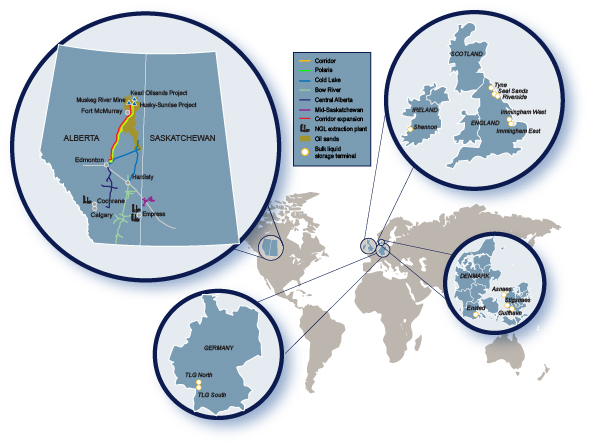 Kearl Oilsands Project
Muskeg River Mine
Husky-Sunrise Project
Fort McMurray
ALBERTA
SASKATCHEWAN
Edmonton
Hardisty
Cochrane
Calgary
Empress
Corridor
Polaris
Cold Lake
Bow River
Central Alberta
Mid-Saskatchewan
Corridor expansion
NGL extraction plant
Oil sands
Bulk liquid
storage terminal
SCOTLAND
Tyne
Seal Sands
Riverside
IRELAND
Immingham West
ENGLAND
Shannon
Immingham East
DENMARK
Asnaes
Stigsnaes
Ensted
Gulfhavn
GERMANY
TLG North
TLG South